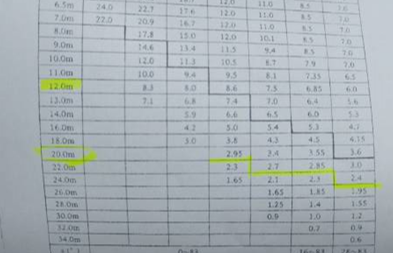 6.5m 24.0 22.7 17.6 12.0 11.0 8.5 7.0
7.0m 22.0 20.9 16.7 12.0 11.0 8.5 7.0
8.0m 17.8 15.0 12.0 10.1 8.5 7.0
9.0m 14.6 13.4 11.5 9.4 8.5 7.0
10.0m 12.0 11.3 10.5 8.7 7.9 7.0
11.0m 10.0 9.4 9.5 8.1 7.35 6.5
12.0m 8.3 8.0 8.6 7.5 6.85 6.0
13.0m 7.1 6.8 7.4 7.0 6.4 5.6
14.0m 5.9 6.6 6.5 6.0 5.3
16.0m 4.2 5.0 5.4 5.3 4.7
18.0m 3.0 3.8 4.3 4.5 4.15
20.0m 2.95 3.4 3.55 3.6
22.0m 2.3 2.7 2.85 3.0
24.0m 1.65 2.1 2.3 2.4
26.0m 1.65 1.85 1.95
28.0m 1.25 1.4 1.55
30.0m 0.9 1.0 1.2
32.0m 0.7 0.9
34.0m 0.6